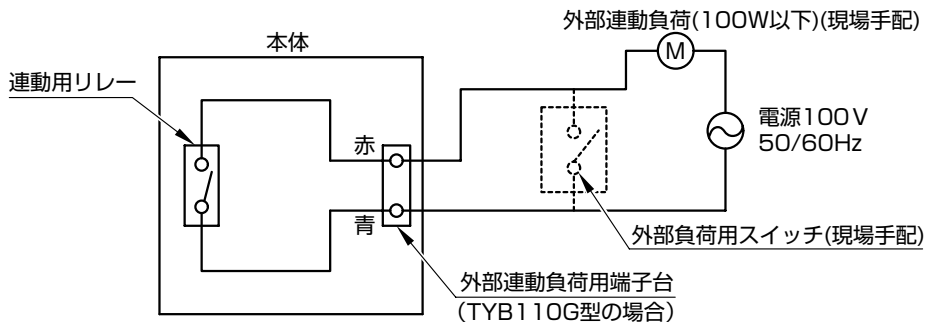 外部連動負荷(100W以下)(現場手配)
本体
M
連動用リレー
電源100V
50/60Hz
赤
青
外部負荷用スイッチ(現場手配)
外部連動負荷用端子台
(TYB110G型の場合)